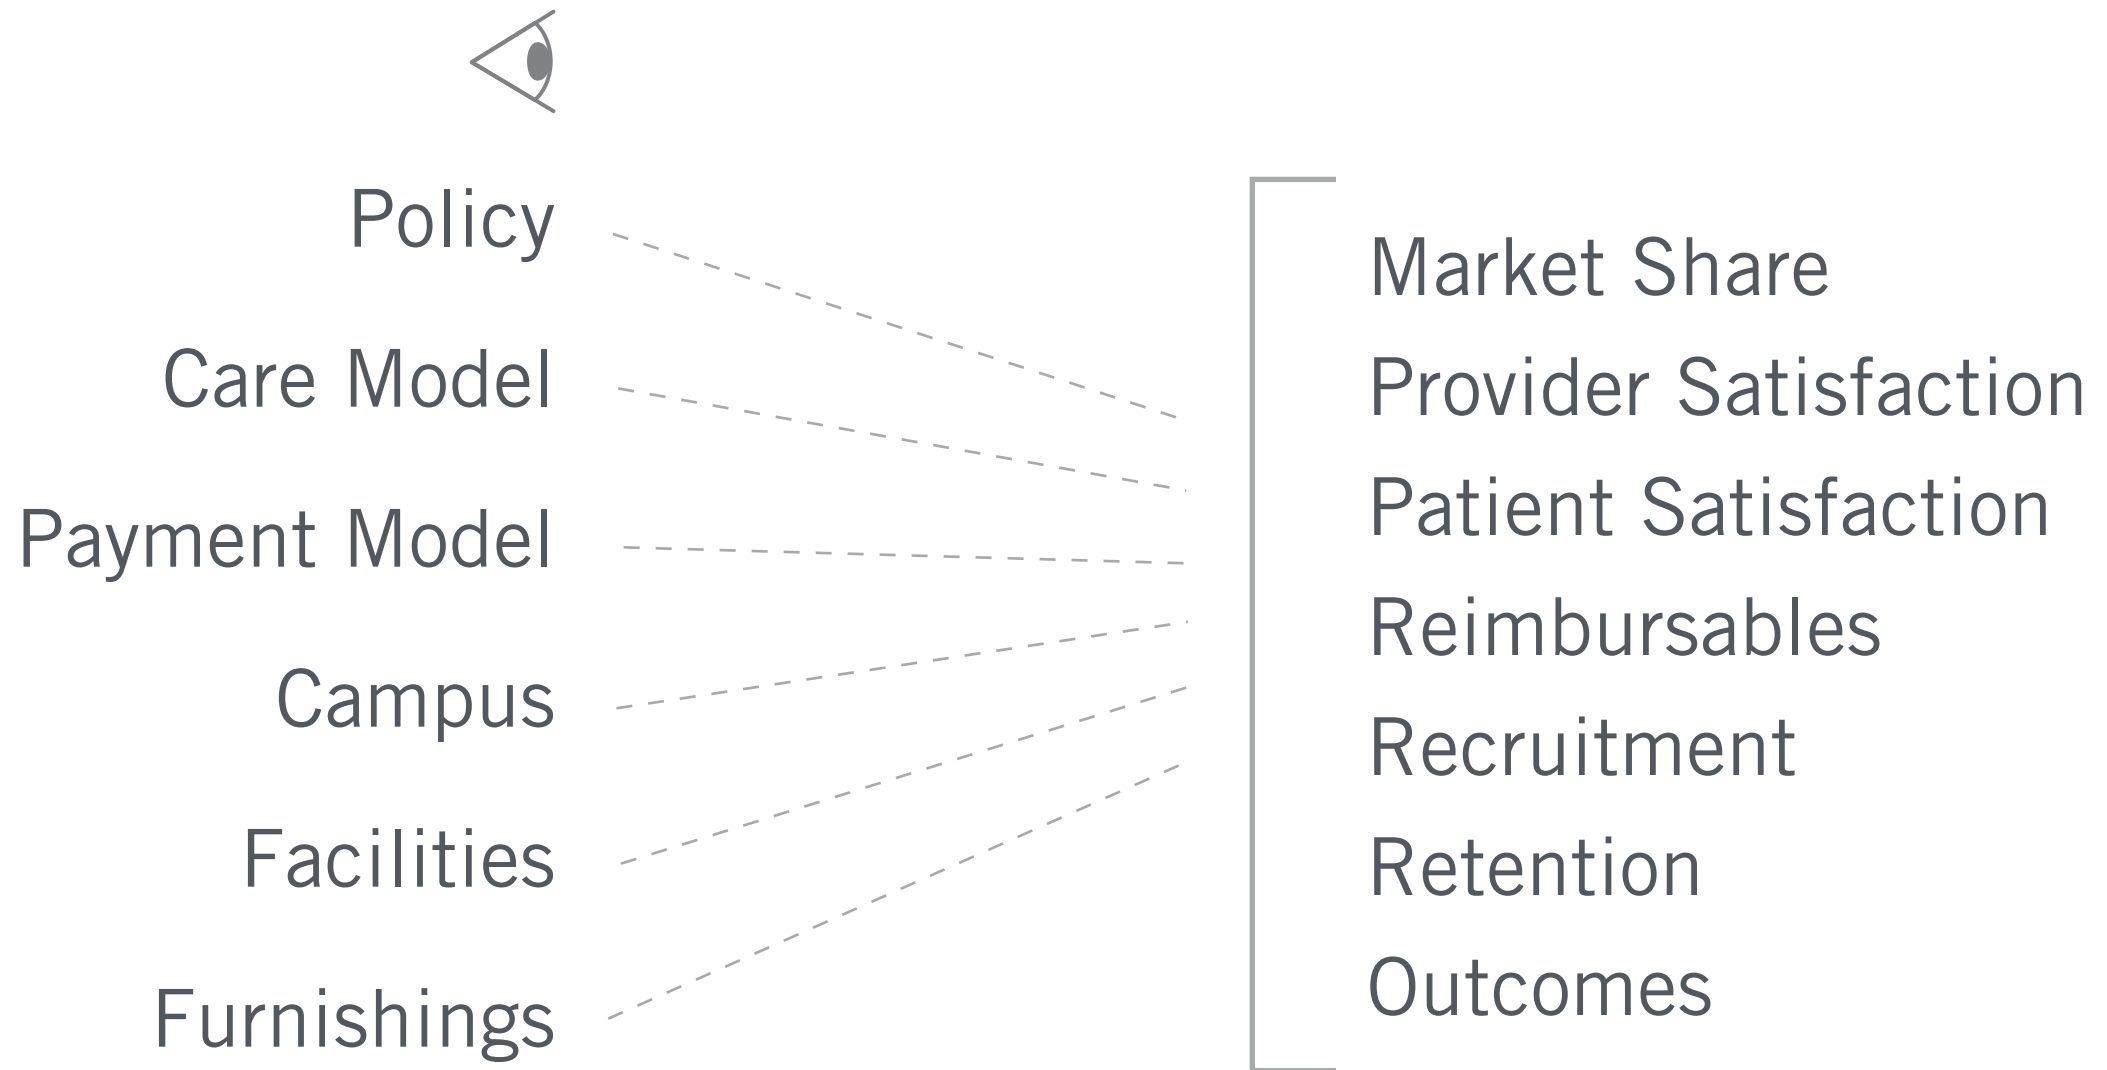 Policy
Care Model
Payment Model
Campus
Facilities
Furnishings
Market Share
Provider Satisfaction
Patient Satisfaction
Reimbursables
Recruitment
Retention
Outcomes